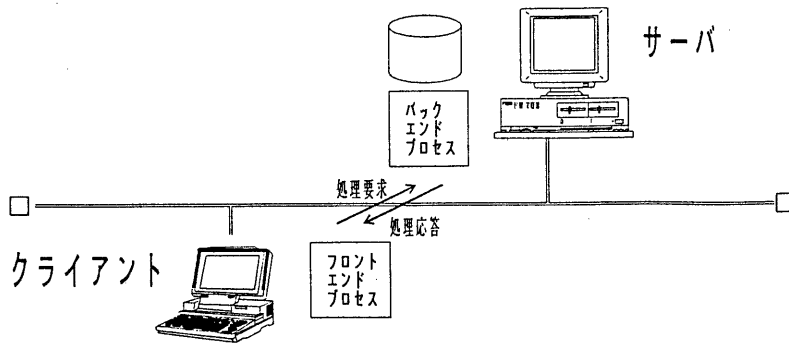 サーバ
バック
エンド
プロセス
処理要求
処理応答
クライアント
フロント
エンド
プロセス